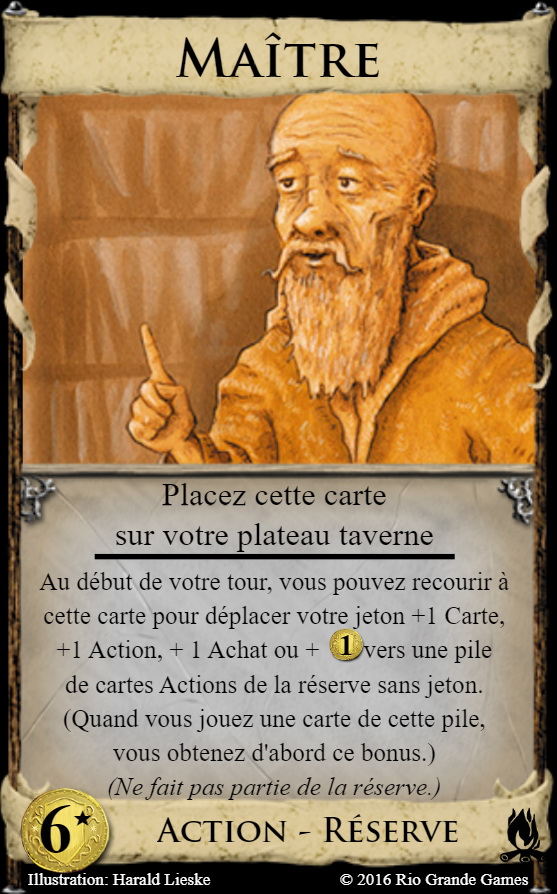 Maître
Placez cette carte
sur votre plateau taverne
Au début de votre tour, vous pouvez recourir à
cette carte pour déplacer votre jeton +1 Carte,
+1 Action, + 1 Achat ou + 1 vers une pile
de cartes Actions de la réserve sans jeton.
(Quand vous jouez une carte de cette pile,
vous obtenez d'abord ce bonus.)
(Ne fait pas partie de la réserve.)
6* Action - Réserve
Illustration: Harald Lieske © 2016 Rio Grande Games